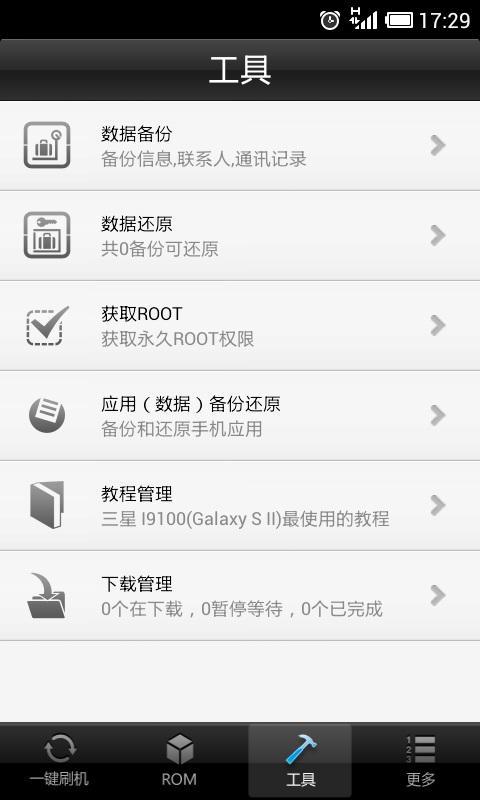 H
17:29
工具
数据备份
备份信息,联系人,通讯记录
数据还原
共0备份可还原
获取ROOT
获取永久ROOT权限
应用（数据）备份还原
备份和还原手机应用
教程管理
三星 I9100(Galaxy S II)最使用的教程
下载管理
0个在下载，0暂停等待，0个已完成
一键刷机
ROM
工具
1
2
3
更多